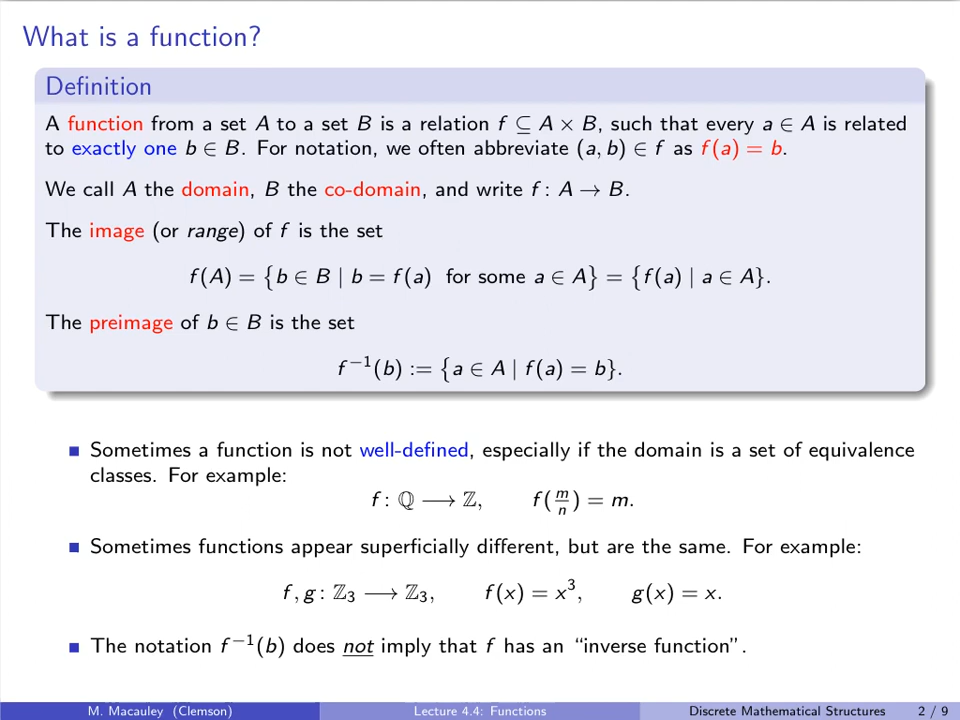 What is a function?
Definition
A function from a set A to a set B is a relation f ⊆ A × B, such that every a ∈ A is related
to exactly one b ∈ B. For notation, we often abbreviate (a, b) ∈ f as f(a) = b.
We call A the domain, B the co-domain, and write f : A → B.
The image (or range) of f is the set
f(A) = {b ∈ B | b = f(a) for some a ∈ A} = {f(a) | a ∈ A}.
The preimage of b ∈ B is the set
f⁻¹(b) := {a ∈ A | f(a) = b}.
■ Sometimes a function is not well-defined, especially if the domain is a set of equivalence
classes. For example:
f : ℚ ⟶ ℤ, f(m/n) = m.
■ Sometimes functions appear superficially different, but are the same. For example:
f, g : ℤ₃ ⟶ ℤ₃, f(x) = x³, g(x) = x.
■ The notation f⁻¹(b) does not imply that f has an “inverse function”.
M. Macauley (Clemson) Lecture 4.4: Functions Discrete Mathematical Structures 2 / 9